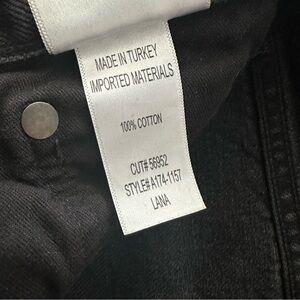 MADE IN TURKEY
IMPORTED MATERIALS
100% COTTON
CUT# 56952
STYLE# A174-1157
LANA